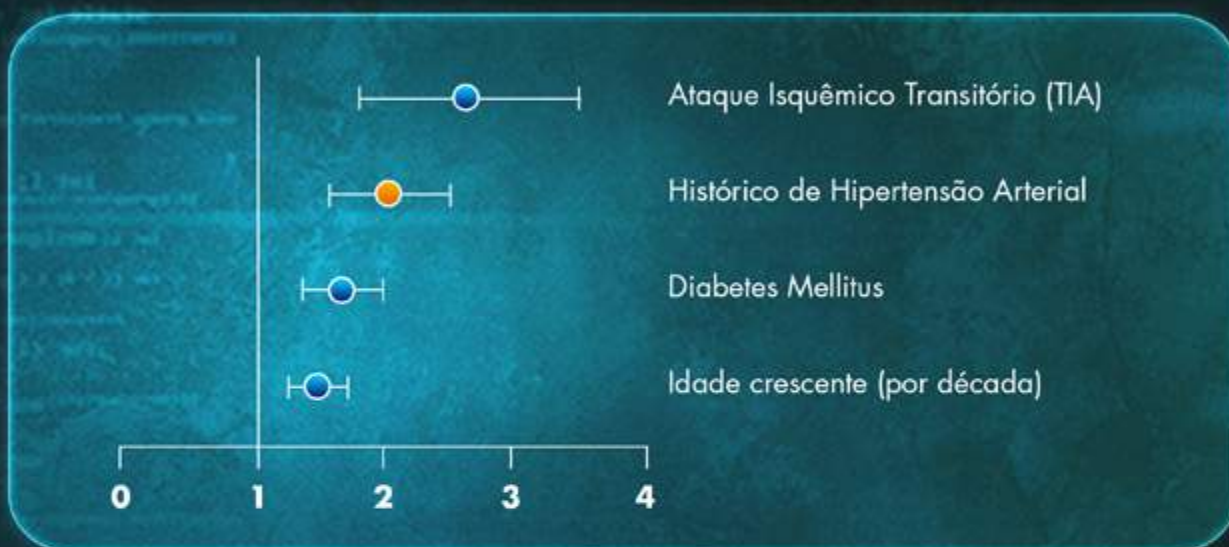 Ataque Isquêmico Transitório (TIA)
Histórico de Hipertensão Arterial
Diabetes Mellitus
Idade crescente (por década)
0 1 2 3 4